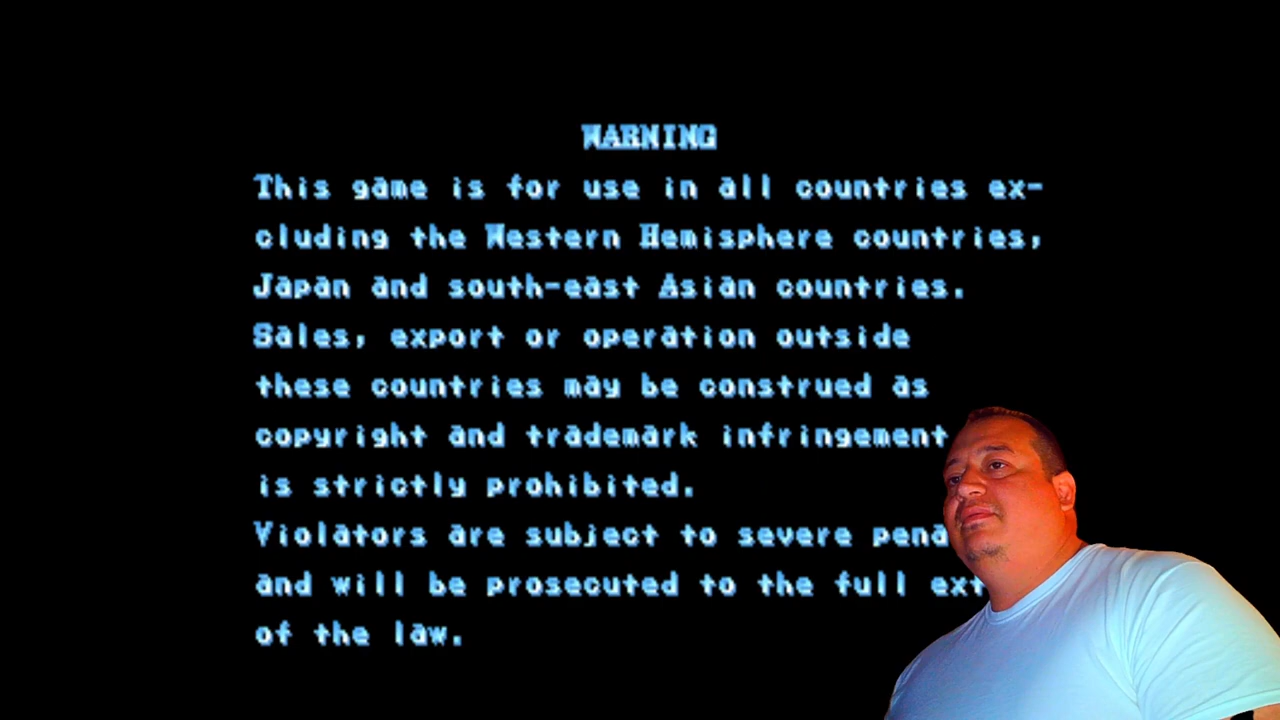 WARNING
This game is for use in all countries ex-
cluding the Western Hemisphere countries,
Japan and south-east Asian countries.
Sales, export or operation outside
these countries may be construed as
copyright and trademark infringement
is strictly prohibited.
Violators are subject to severe pena
and will be prosecuted to the full ext
of the law.